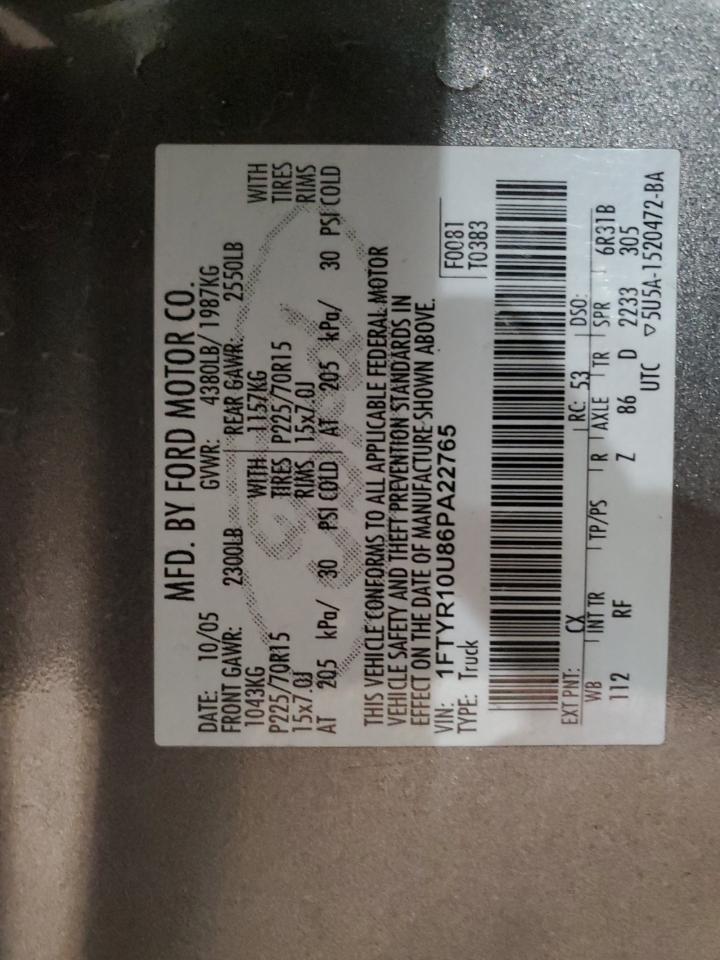 MFD. BY FORD MOTOR CO.
DATE: 10/05 GVWR: 4380LB/ 1987KG
FRONT GAWR: 2300LB REAR GAWR: 2550LB
1043KG WITH 1157KG WITH
P225/70R15 TIRES P225/70R15 TIRES
15x7.0J RIMS 15x7.0J RIMS
AT 205 kPa/ 30 PSI COLD AT 205 kPa/ 30 PSI COLD
THIS VEHICLE CONFORMS TO ALL APPLICABLE FEDERAL MOTOR
VEHICLE SAFETY AND THEFT PREVENTION STANDARDS IN
EFFECT ON THE DATE OF MANUFACTURE SHOWN ABOVE.
VIN: 1FTYR10U86PA22765 F0081
TYPE: Truck T0383
EXT PNT: CX RC: 53 DSO:
WB INT TR TP/PS R AXLE TR SPR 6R31B
112 RF Z 86 D 2233 305
UTC ▽5U5A-1520472-BA